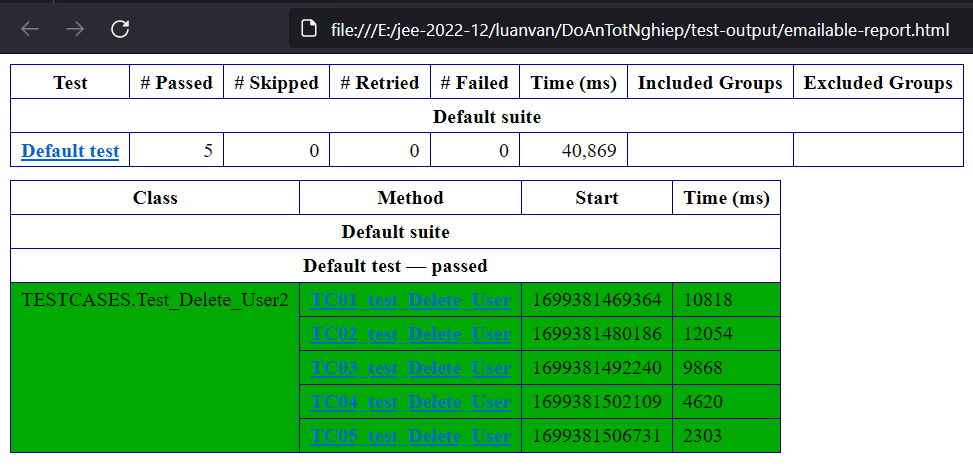 file:///E:/jee-2022-12/luanvan/DoAnTotNghiep/test-output/emailable-report.html
Test # Passed # Skipped # Retried # Failed Time (ms) Included Groups Excluded Groups
Default suite
Default test 5 0 0 0 40,869
Class Method Start Time (ms)
Default suite
Default test — passed
TESTCASES.Test_Delete_User2 TC01_test_Delete_User 1699381469364 10818
TC02_test_Delete_User 1699381480186 12054
TC03_test_Delete_User 1699381492240 9868
TC04_test_Delete_User 1699381502109 4620
TC05_test_Delete_User 1699381506731 2303